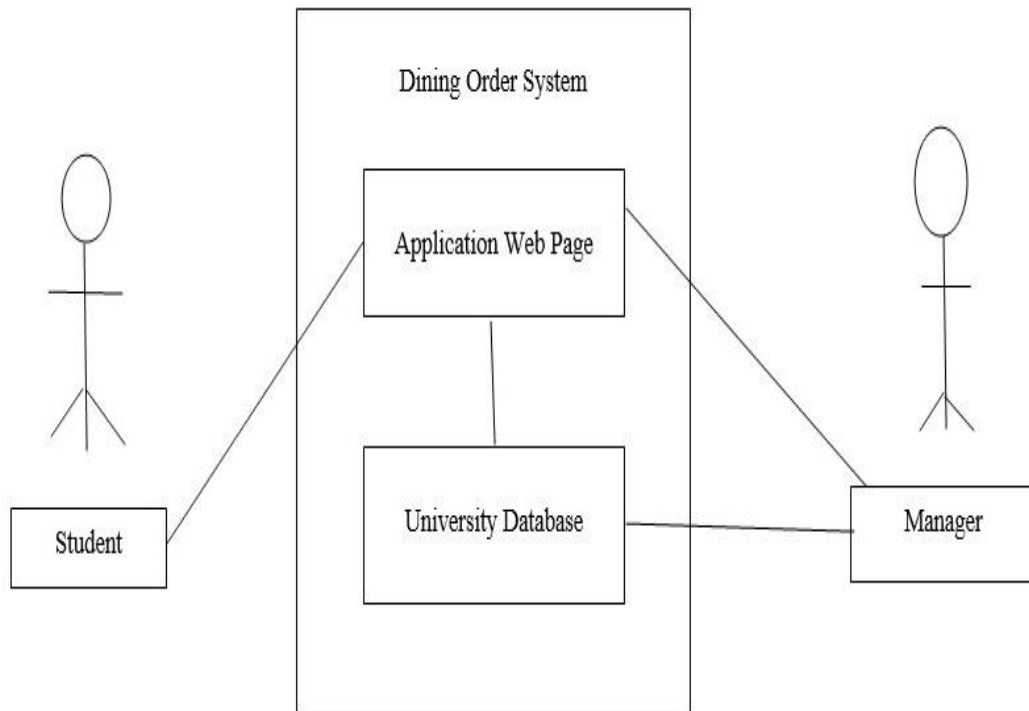 Dining Order System
Application Web Page
University Database
Student
Manager